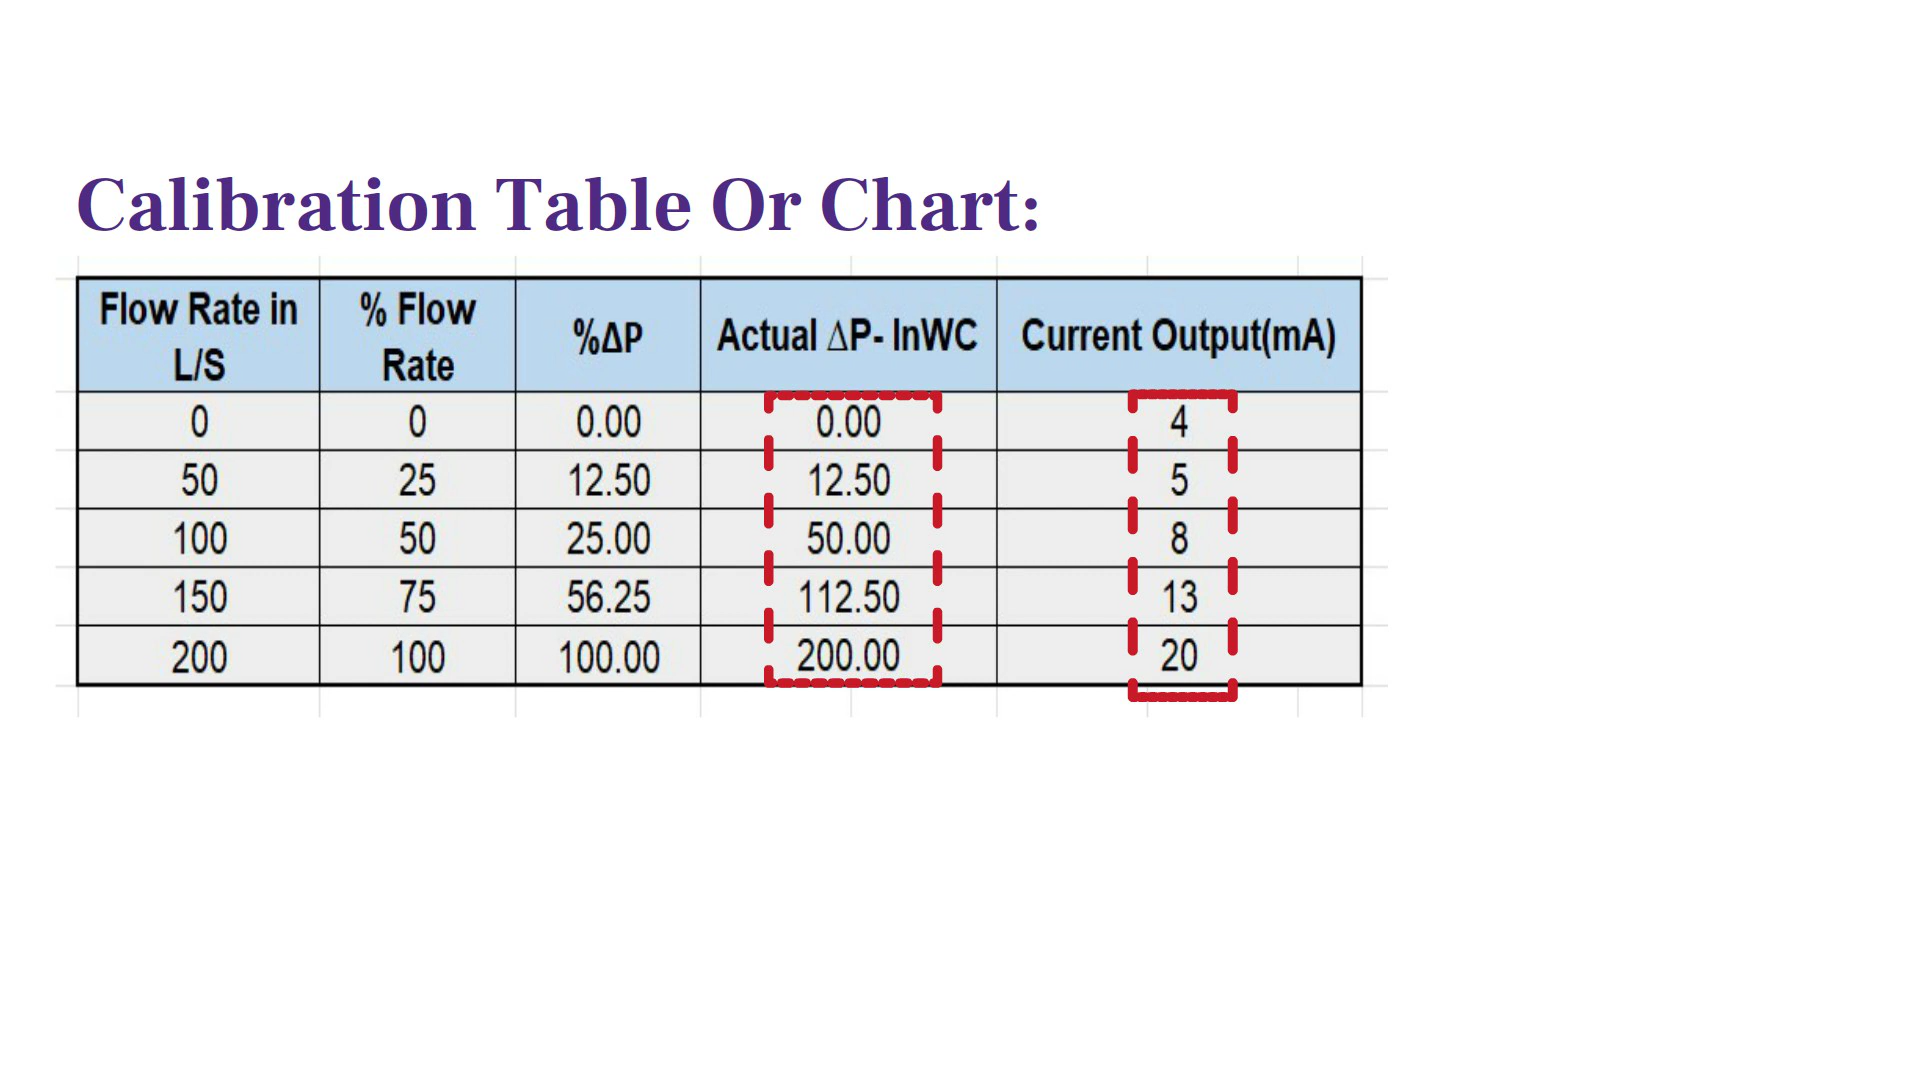 Calibration Table Or Chart:
Flow Rate in L/S % Flow Rate %ΔP Actual ΔP- InWC Current Output(mA)
0 0 0.00 0.00 4
50 25 12.50 12.50 5
100 50 25.00 50.00 8
150 75 56.25 112.50 13
200 100 100.00 200.00 20